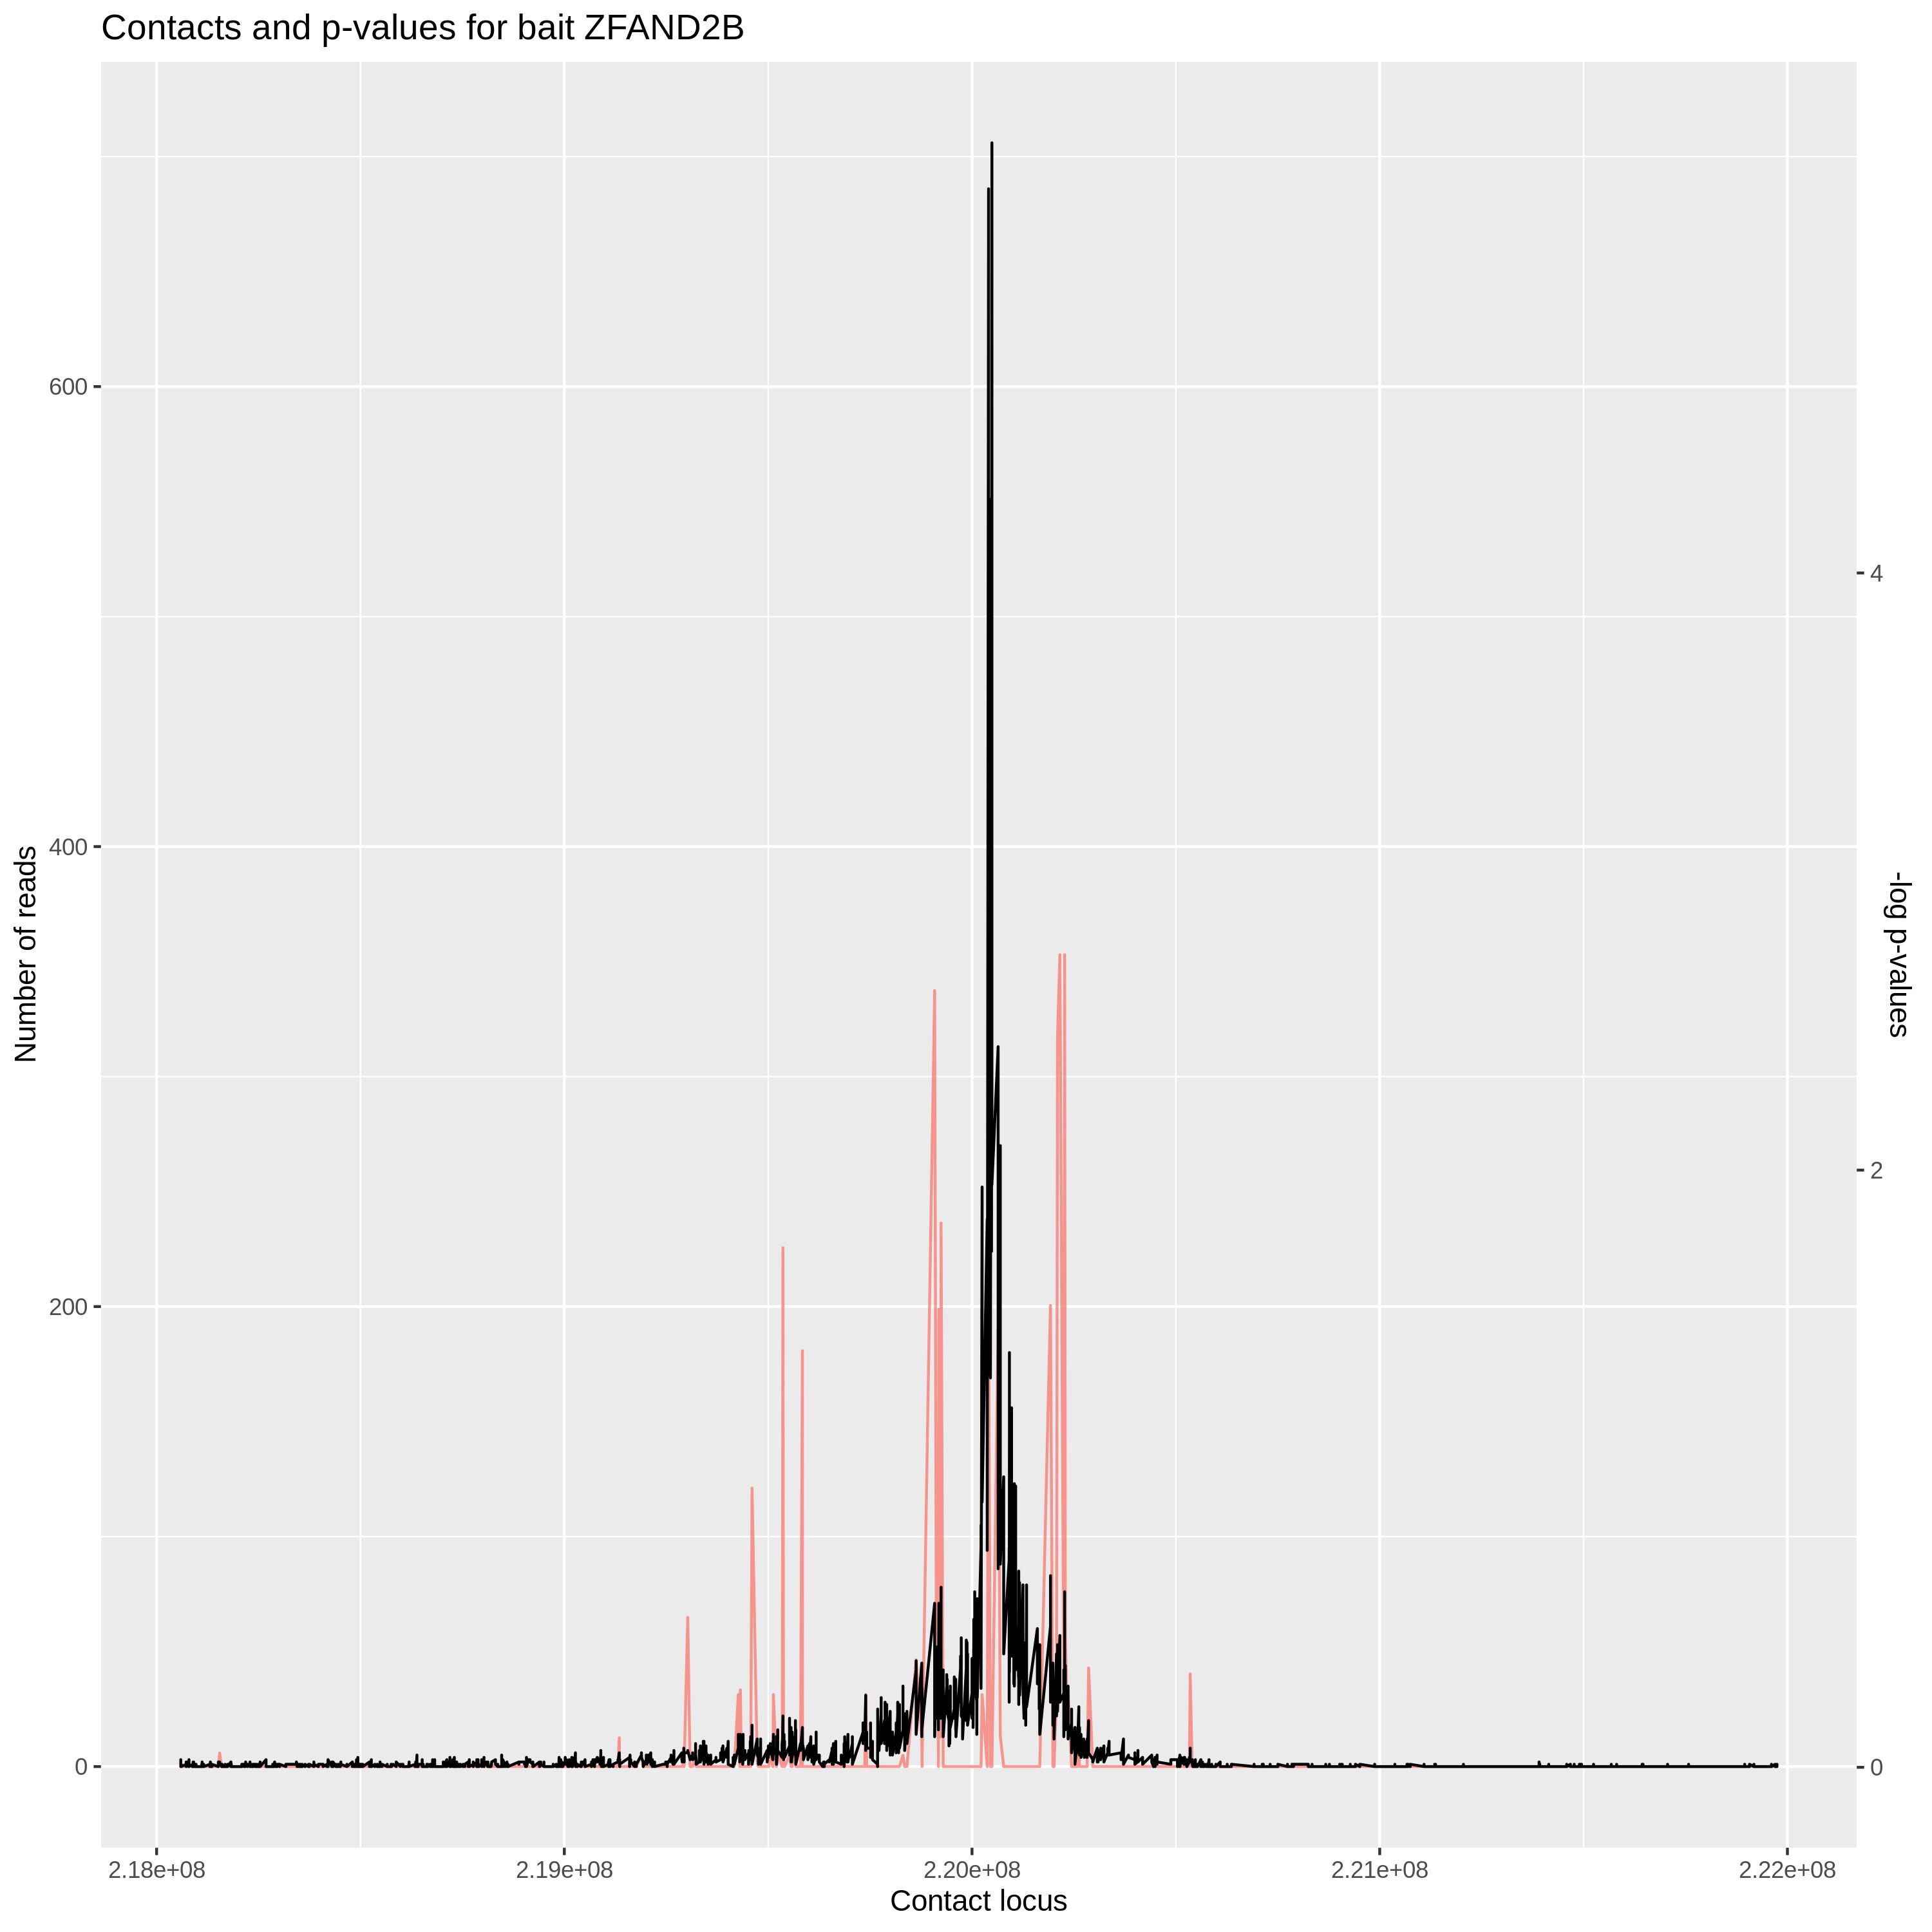 Contacts and p-values for bait ZFAND2B
Number of reads
600
400
200
0
4
2
0
-log p-values
2.18e+08
2.19e+08
2.20e+08
2.21e+08
2.22e+08
Contact locus